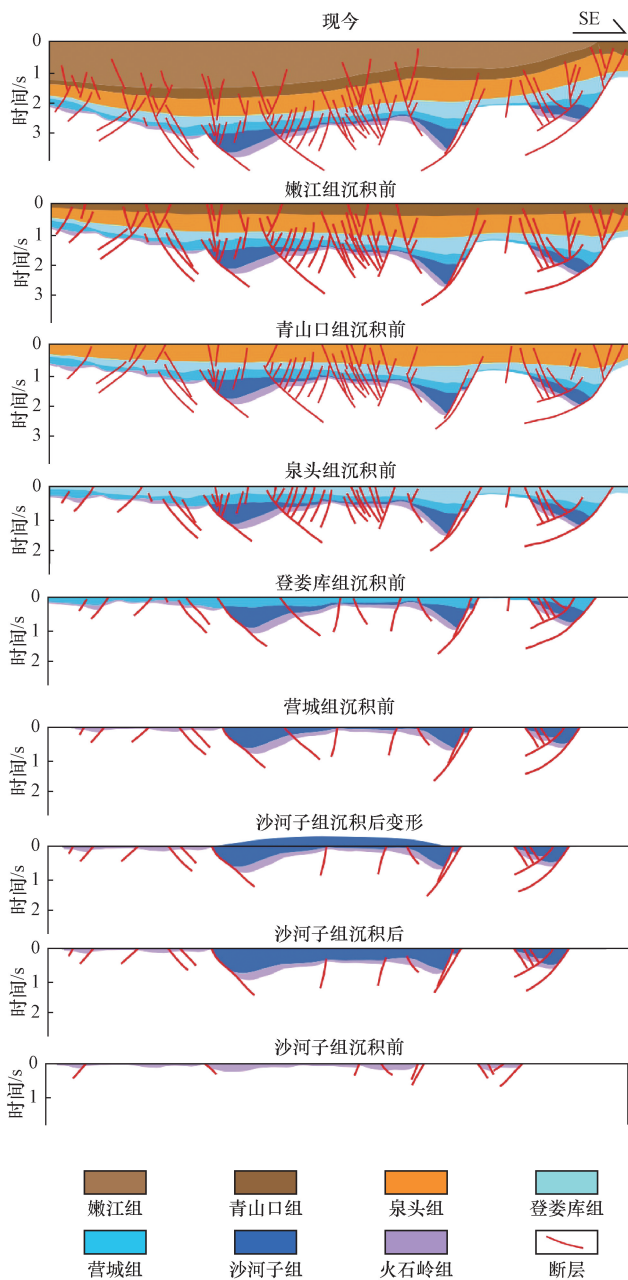 现今
SE
时间/s
0
1
2
3
嫩江组沉积前
时间/s
0
1
2
3
青山口组沉积前
时间/s
0
1
2
3
泉头组沉积前
时间/s
0
1
2
登娄库组沉积前
时间/s
0
1
2
营城组沉积前
时间/s
0
1
2
沙河子组沉积后变形
时间/s
0
1
2
沙河子组沉积后
时间/s
0
1
2
沙河子组沉积前
时间/s
0
1
嫩江组 青山口组 泉头组 登娄库组
营城组 沙河子组 火石岭组 断层